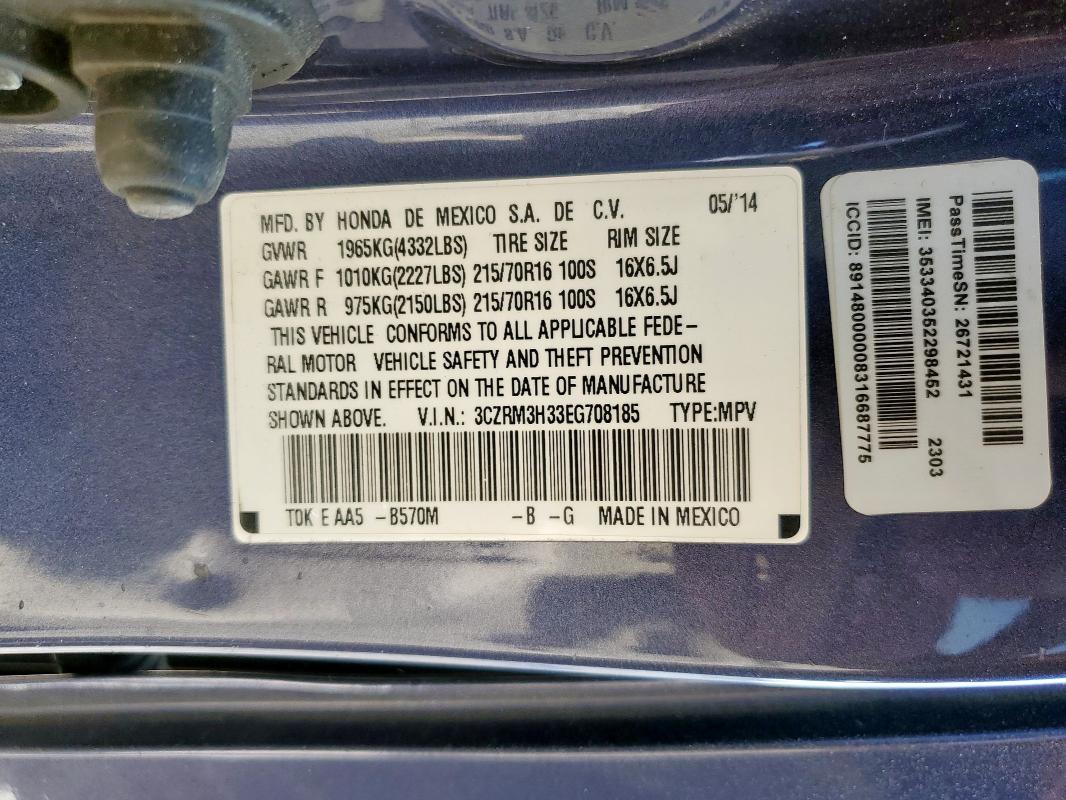 MFD. BY HONDA DE MEXICO S.A. DE C.V. 05/'14
GVWR 1965KG(4332LBS) TIRE SIZE RIM SIZE
GAWR F 1010KG(2227LBS) 215/70R16 100S 16X6.5J
GAWR R 975KG(2150LBS) 215/70R16 100S 16X6.5J
THIS VEHICLE CONFORMS TO ALL APPLICABLE FEDE-
RAL MOTOR VEHICLE SAFETY AND THEFT PREVENTION
STANDARDS IN EFFECT ON THE DATE OF MANUFACTURE
SHOWN ABOVE. V.I.N.: 3CZRM3H33EG708185 TYPE:MPV
TDK E AA5 -B570M -B -G MADE IN MEXICO
PassTimeSN: 26721431
IMEI: 353340352298452 2303
ICCID: 89148000008316687775